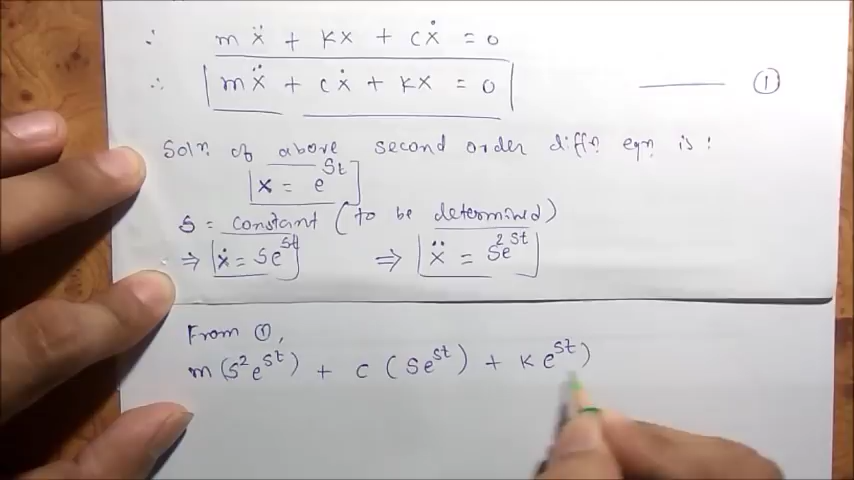 ∴ mẍ + kx + cẋ = 0
∴ mẍ + cẋ + kx = 0 ——— ①
Solⁿ of above second order diffⁿ eqⁿ is :
x = e^{st}
s = constant (to be determined)
⇒ ẋ = se^{st} ⇒ ẍ = s²e^{st}
From ①,
m(s²e^{st}) + c (se^{st}) + k e^{st})